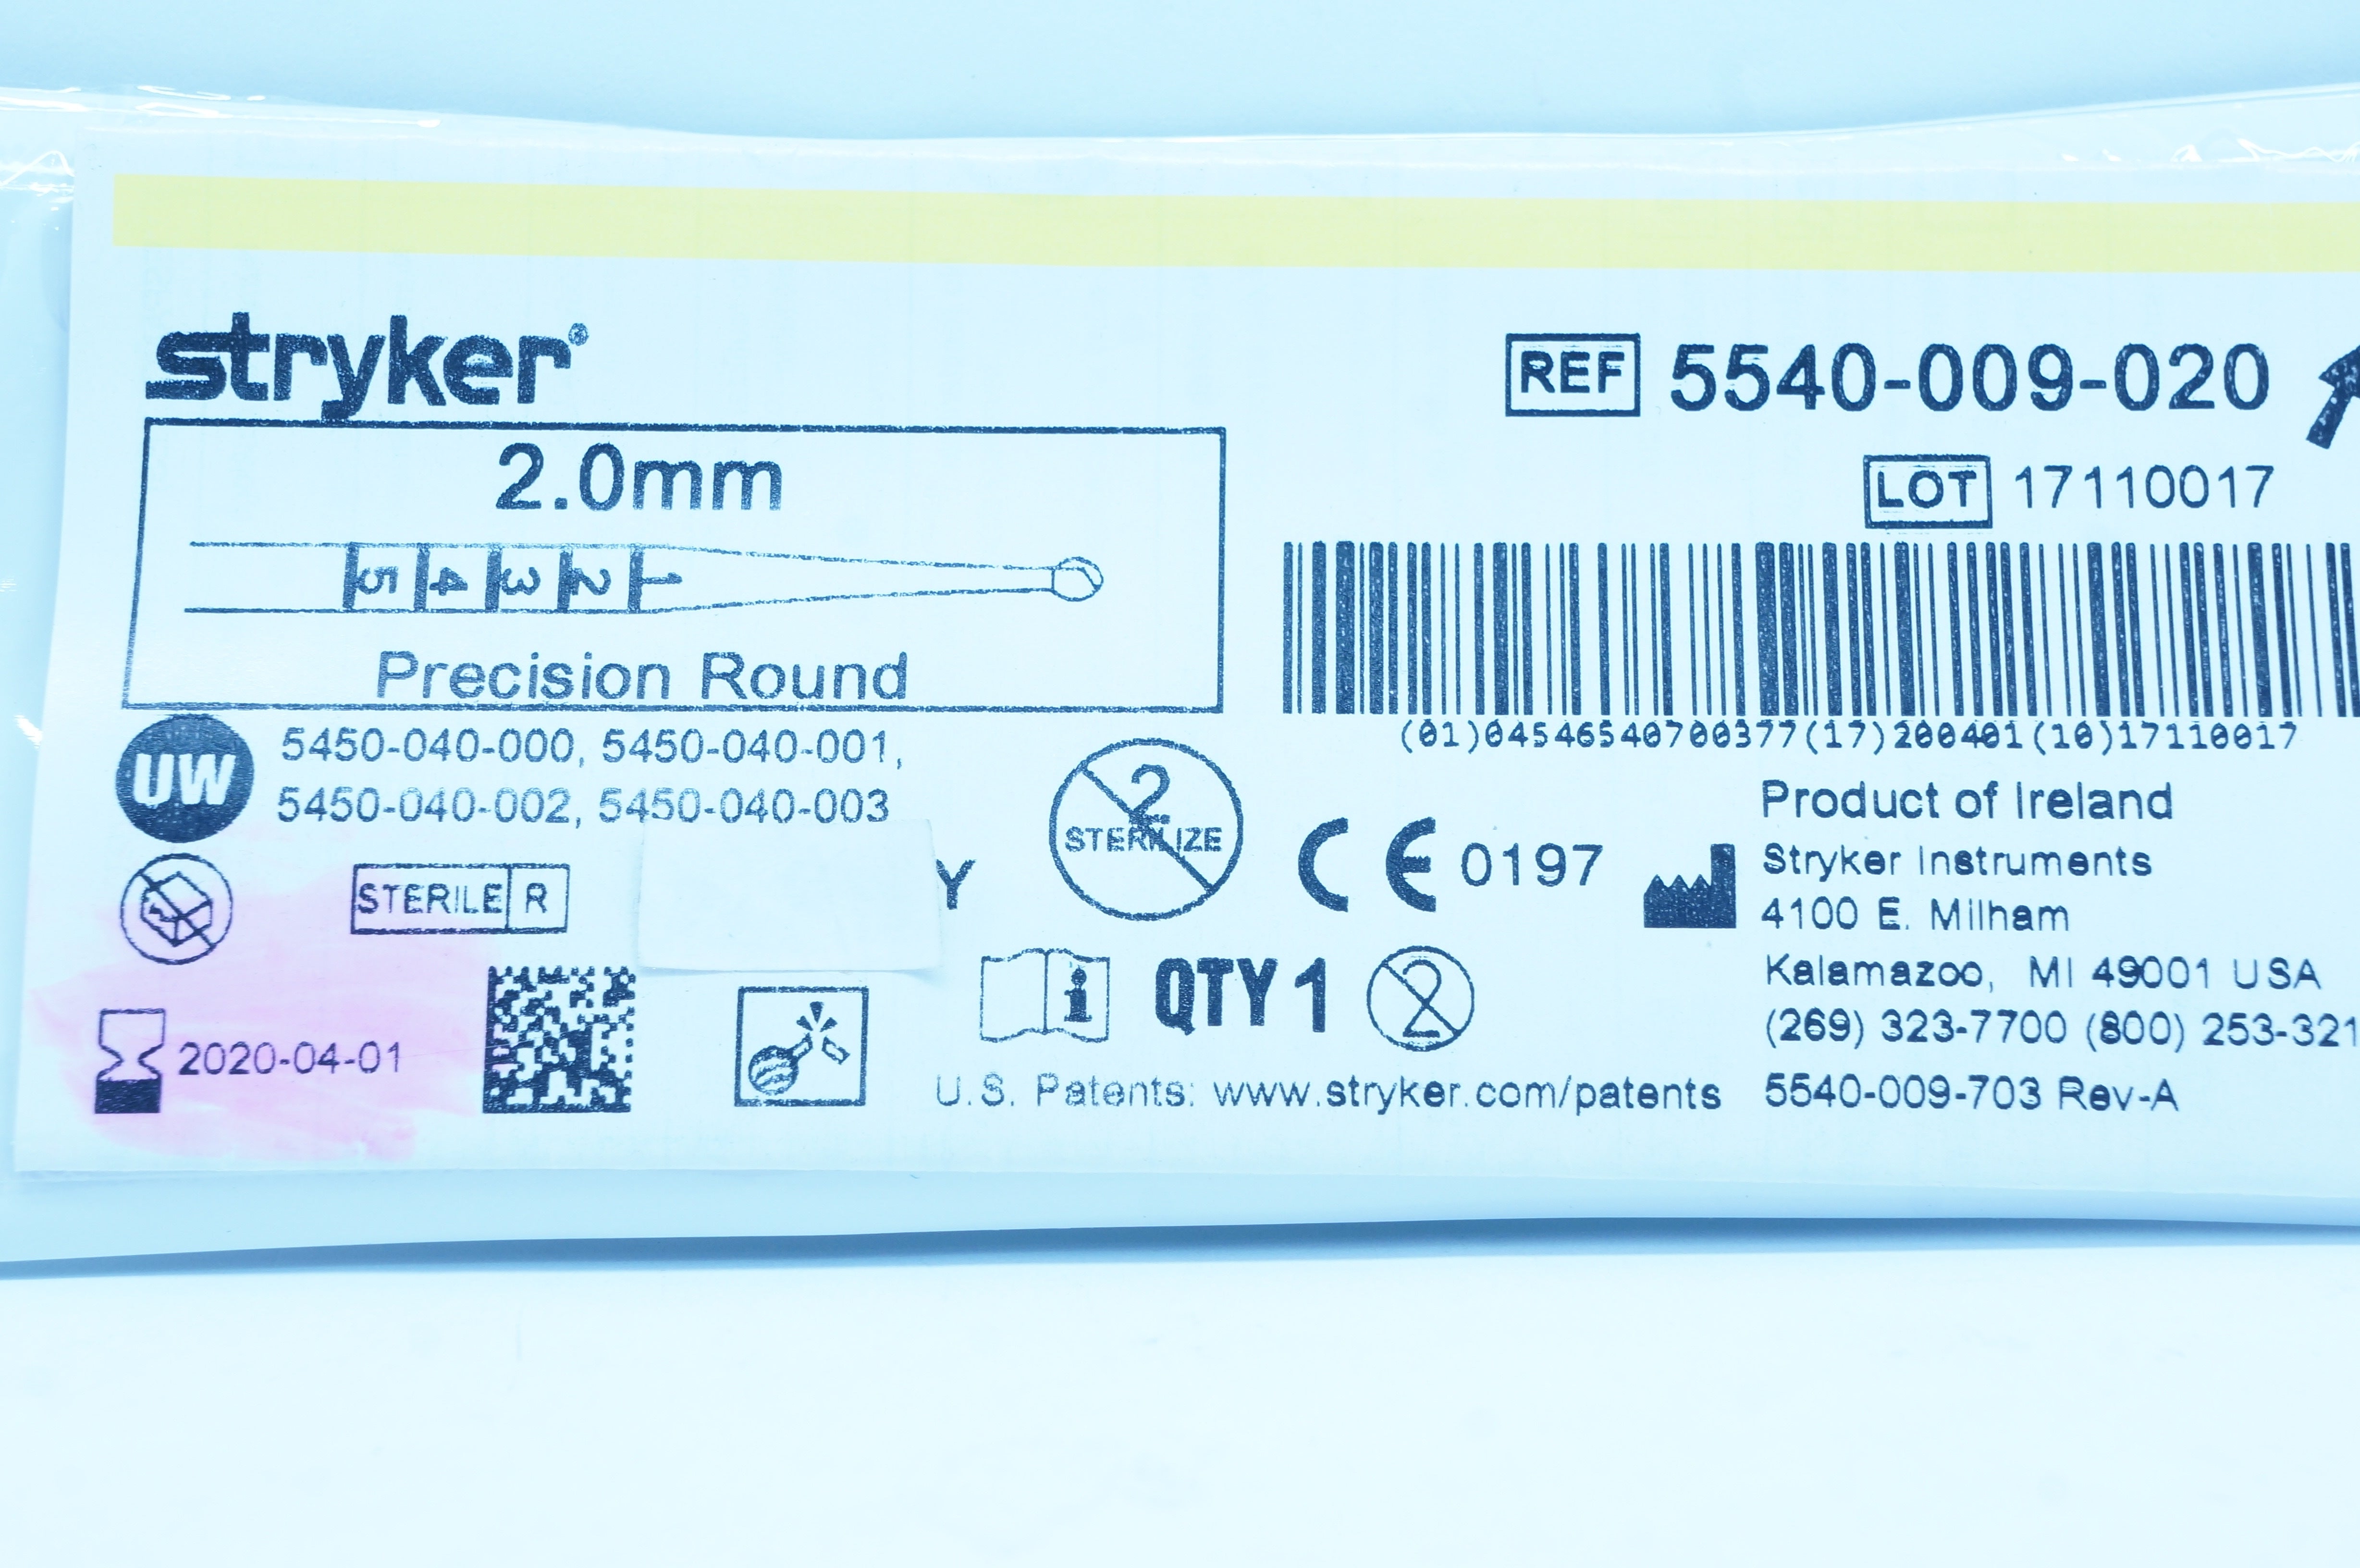 stryker®
2.0mm
5 4 3 2 1
Precision Round
UW
5450-040-000, 5450-040-001,
5450-040-002, 5450-040-003
STERILE R
Y
2020-04-01
REF 5540-009-020
LOT 17110017
(01)04546540700377(17)200401(10)17110017
2
STERILIZE
CE 0197
Product of Ireland
Stryker Instruments
4100 E. Milham
Kalamazoo, MI 49001 USA
(269) 323-7700 (800) 253-321
i
QTY 1
2
U.S. Patents: www.stryker.com/patents
5540-009-703 Rev-A